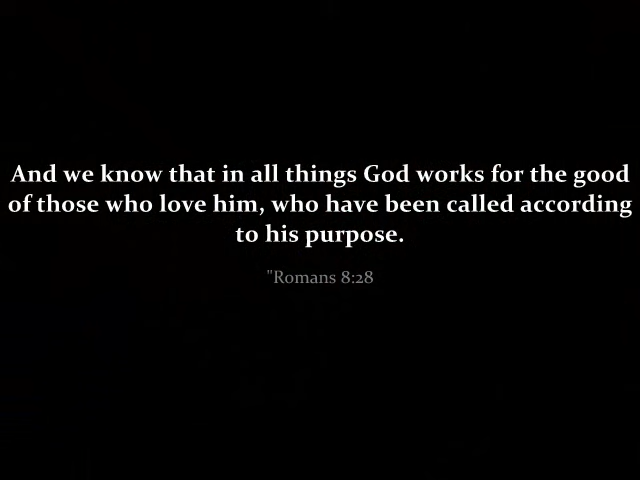 And we know that in all things God works for the good
of those who love him, who have been called according
to his purpose.
"Romans 8:28